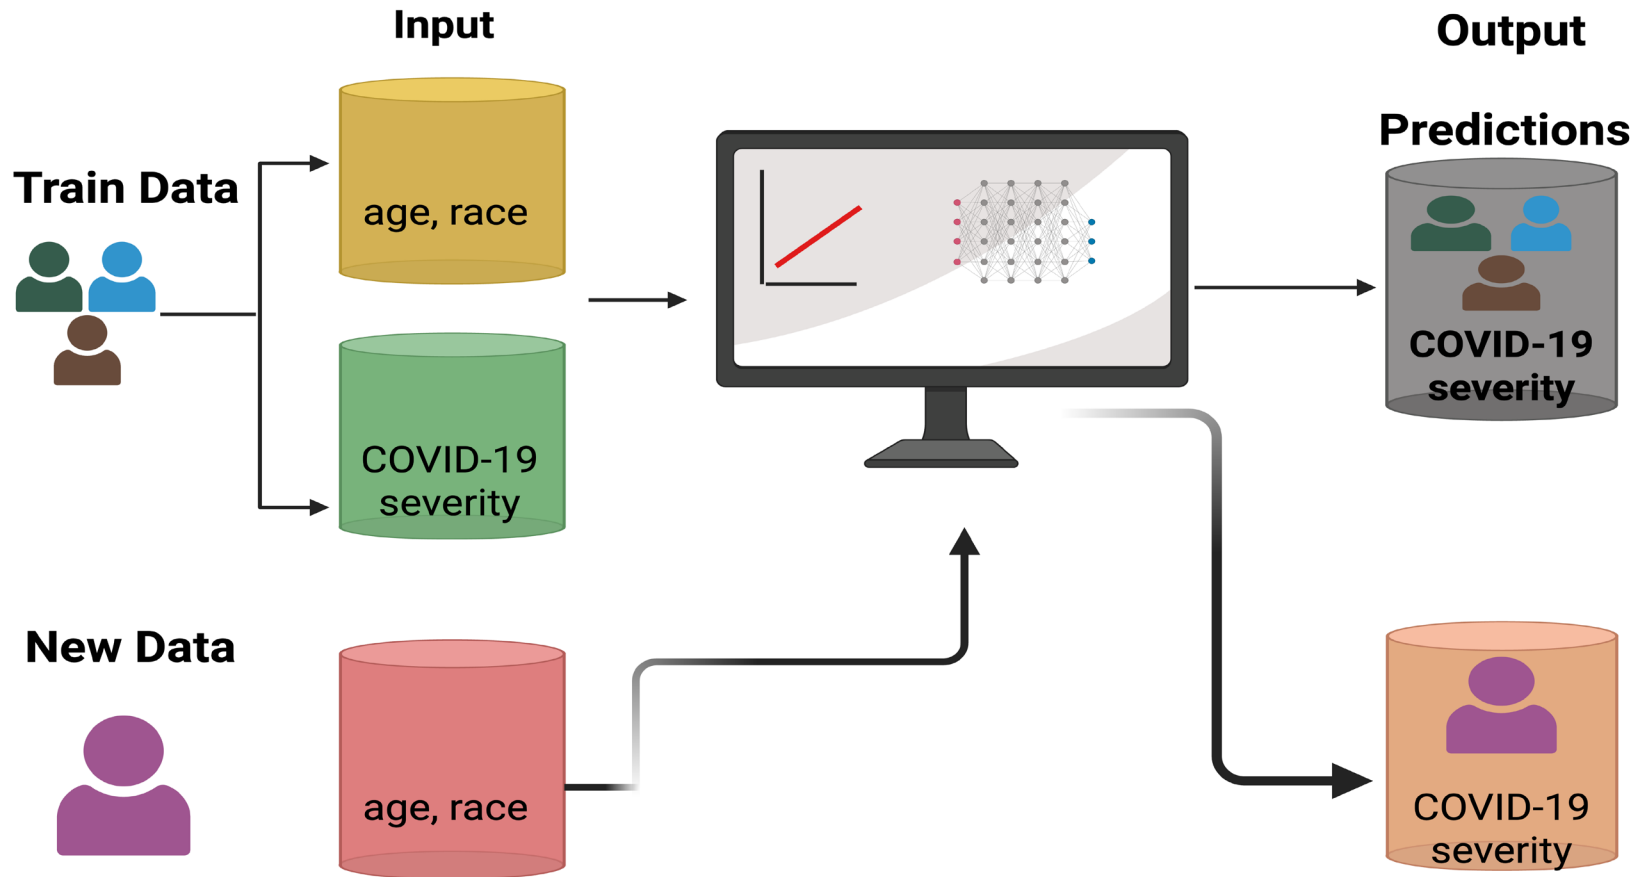 Input
Output
Train Data
age, race
COVID-19
severity
Predictions
COVID-19
severity
New Data
age, race
COVID-19
severity